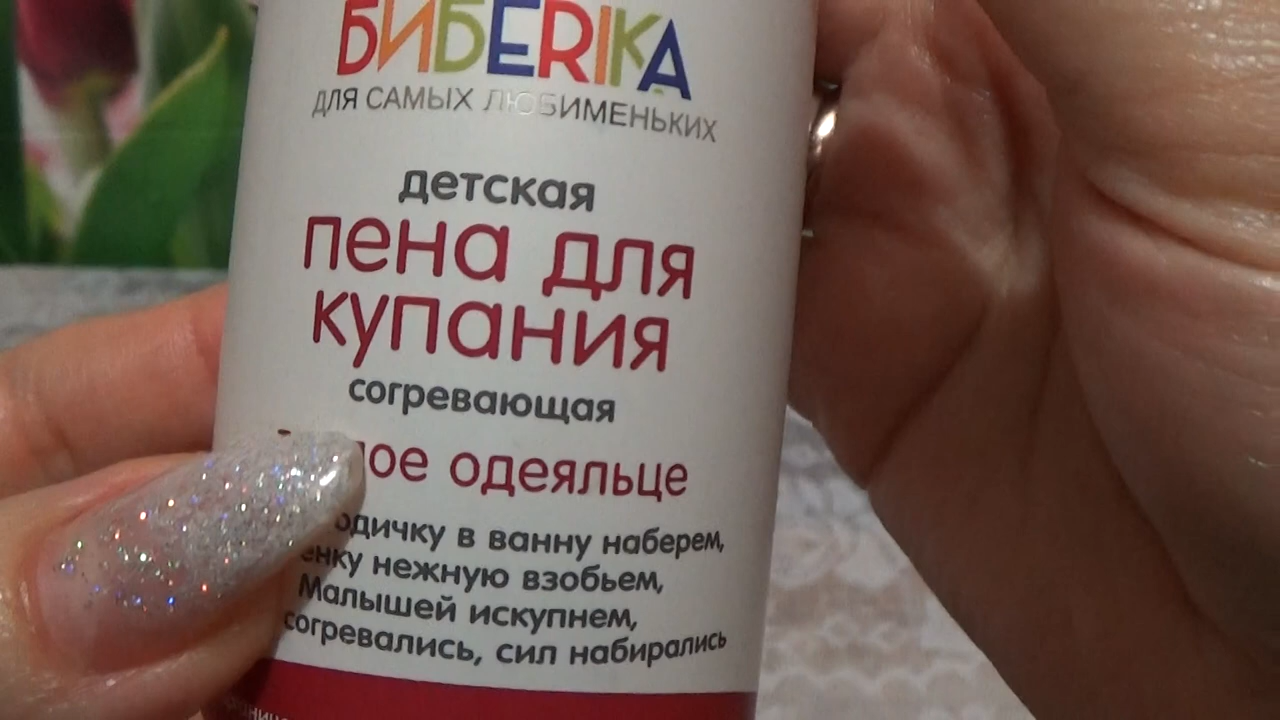 БИБЕRIKA
ДЛЯ САМЫХ ЛЮБИМЕНЬКИХ
детская
пена для
купания
согревающая
одеяльце
в ванну наберем,
нежную взобьем,
Малышей искупнем,
согревались, сил набирались